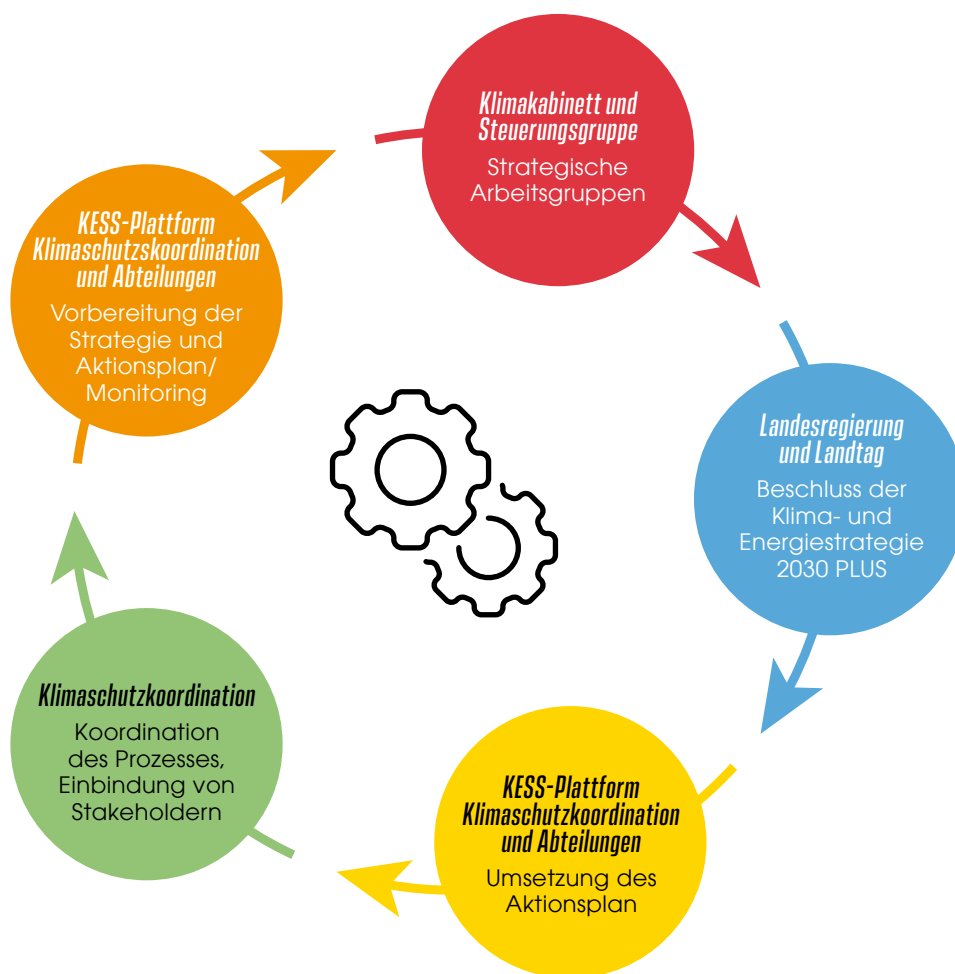 Klimakabinett und
Steuerungsgruppe
Strategische
Arbeitsgruppen
KESS-Plattform
Klimaschutzskoordination
und Abteilungen
Vorbereitung der
Strategie und
Aktionsplan/
Monitoring
Landesregierung
und Landtag
Beschluss der
Klima- und
Energiestrategie
2030 PLUS
Klimaschutzkoordination
Koordination
des Prozesses,
Einbindung von
Stakeholdern
KESS-Plattform
Klimaschutzkoordination
und Abteilungen
Umsetzung des
Aktionsplan